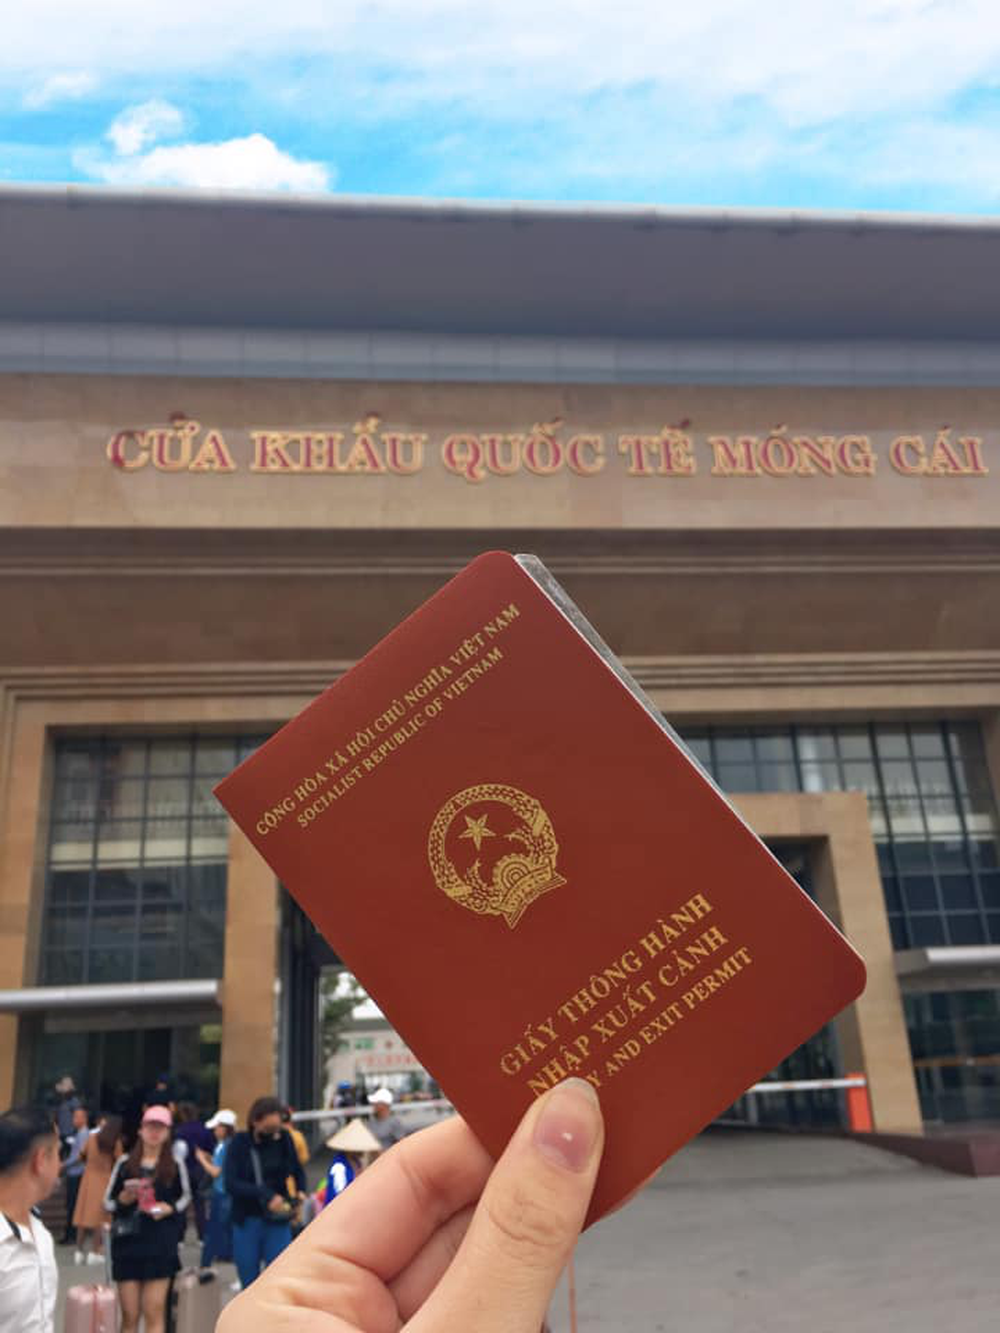 CỬA KHẨU QUỐC TẾ MÓNG CÁI
CỘNG HÒA XÃ HỘI CHỦ NGHĨA VIỆT NAM
SOCIALIST REPUBLIC OF VIETNAM
GIẤY THÔNG HÀNH
NHẬP XUẤT CẢNH
Y AND EXIT PERMIT